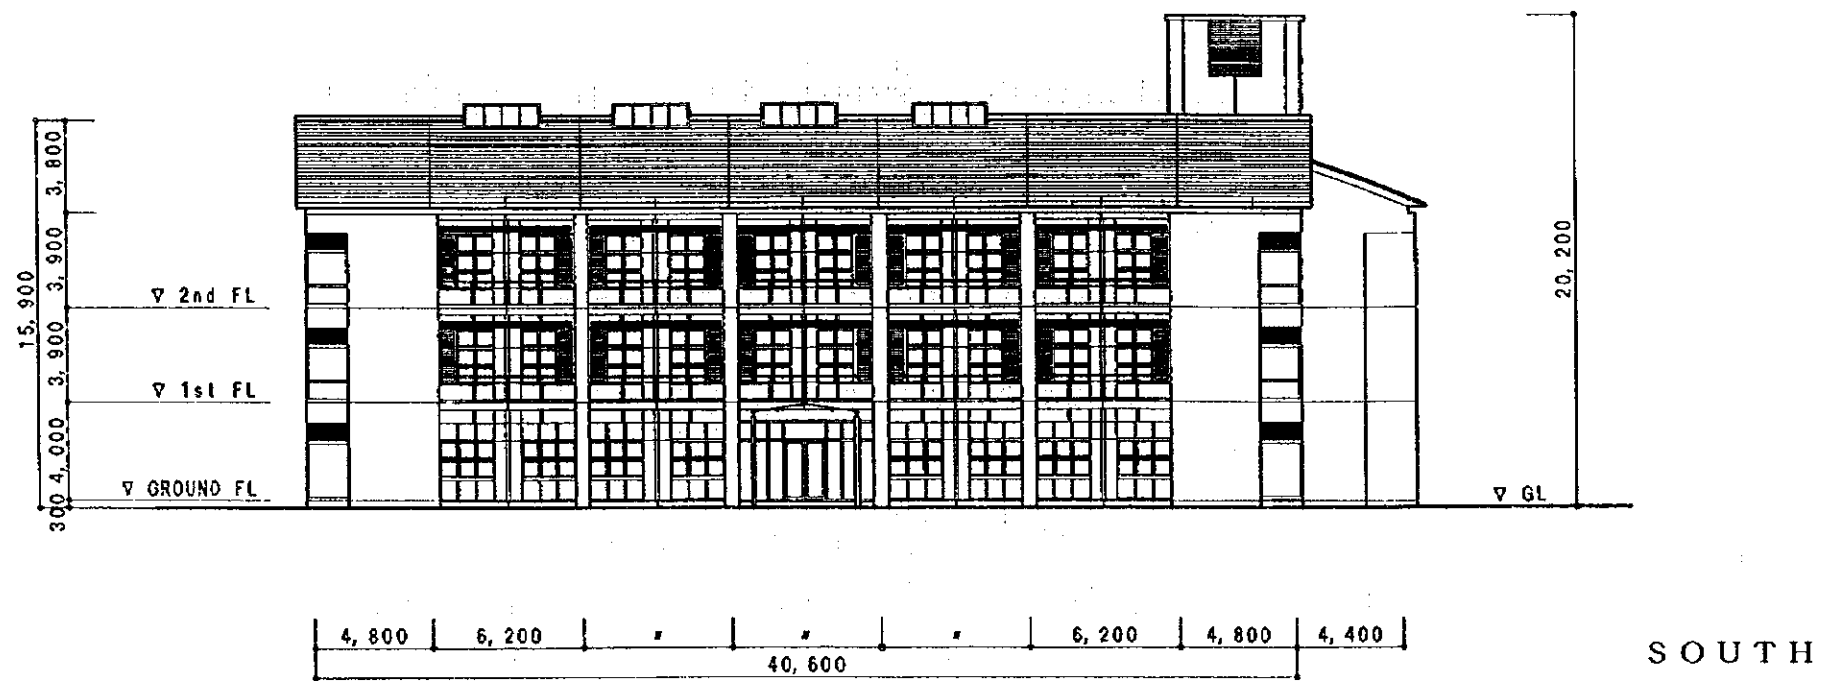 3, 800
3, 900
3, 900
4, 000
300
15, 900
20, 200
▽ 2nd FL
▽ 1st FL
▽ GROUND FL
▽ GL
4, 800 6, 200 〃 〃 〃 6, 200 4, 800 4, 400
40, 600
SOUTH